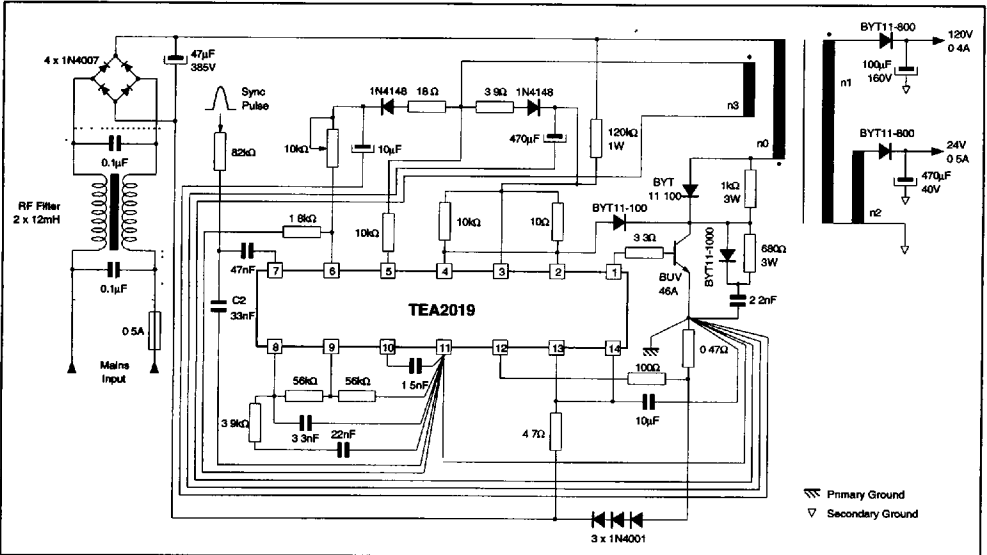 4 x 1N4007
47µF
385V
Sync
Pulse
82kΩ
0.1µF
RF Filter
2 x 12mH
0.1µF
0 5A
Mains
Input
1N4148
18 Ω
3 9Ω
1N4148
10kΩ
10µF
470µF
120kΩ
1W
n3
n0
n1
n2
BYT11-800
120V
0 4A
100µF
160V
BYT11-800
24V
0 5A
470µF
40V
BYT
11 100
1kΩ
3W
BYT11-100
1 8kΩ
10kΩ
10kΩ
10Ω
3 3Ω
BUV
46A
BYT11-1000
680Ω
3W
2 2nF
47nF
C2
33nF
7
6
5
4
3
2
1
TEA2019
8
9
10
11
12
13
14
1 5nF
56kΩ
56kΩ
3 9kΩ
3 3nF
22nF
4 7Ω
100Ω
10µF
0 47Ω
3 x 1N4001
Primary Ground
Secondary Ground